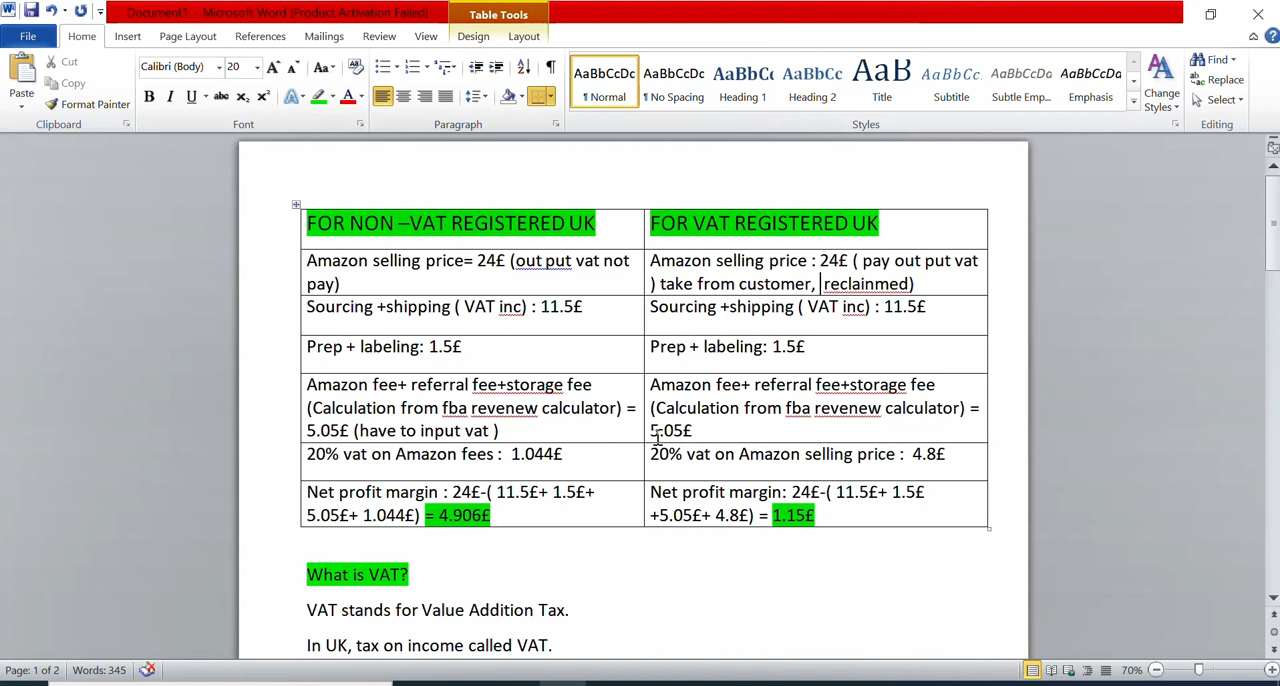 Document1 - Microsoft Word (Product Activation Failed)
Table Tools
File
Home
Insert
Page Layout
References
Mailings
Review
View
Design
Layout
Paste
Cut
Copy
Format Painter
Clipboard
Calibri (Body)
20
Font
Paragraph
AaBbCcDc
¶ Normal
AaBbCcDc
¶ No Spacing
AaBbCc
Heading 1
AaBbCc
Heading 2
AaB
Title
AaBbCc.
Subtitle
AaBbCcDa
Subtle Emp...
AaBbCcDa
Emphasis
Change
Styles
Styles
Find
Replace
Select
Editing
FOR NON –VAT REGISTERED UK
FOR VAT REGISTERED UK
Amazon selling price= 24£ (out put vat not
pay)
Amazon selling price : 24£ ( pay out put vat
) take from customer, reclainmed)
Sourcing +shipping ( VAT inc) : 11.5£
Sourcing +shipping ( VAT inc) : 11.5£
Prep + labeling: 1.5£
Prep + labeling: 1.5£
Amazon fee+ referral fee+storage fee
(Calculation from fba revenew calculator) =
5.05£ (have to input vat )
Amazon fee+ referral fee+storage fee
(Calculation from fba revenew calculator) =
5.05£
20% vat on Amazon fees : 1.044£
20% vat on Amazon selling price : 4.8£
Net profit margin : 24£-( 11.5£+ 1.5£+
5.05£+ 1.044£) = 4.906£
Net profit margin: 24£-( 11.5£+ 1.5£
+5.05£+ 4.8£) = 1.15£
What is VAT?
VAT stands for Value Addition Tax.
In UK, tax on income called VAT.
Page: 1 of 2
Words: 345
70%